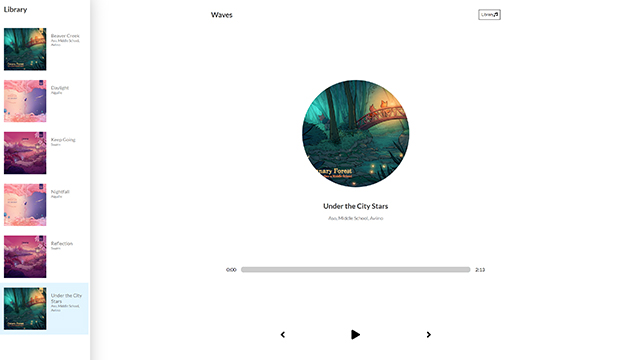 Library
Waves
Library
Beaver Creek
Aso, Middle School,
Aviino
Daylight
Aiguille
Keep Going
Swørn
Nightfall
Aiguille
Reflection
Swørn
Under the City
Stars
Aso, Middle School,
Aviino
nary Forest
Under the City Stars
Aso, Middle School, Aviino
0:00
2:13